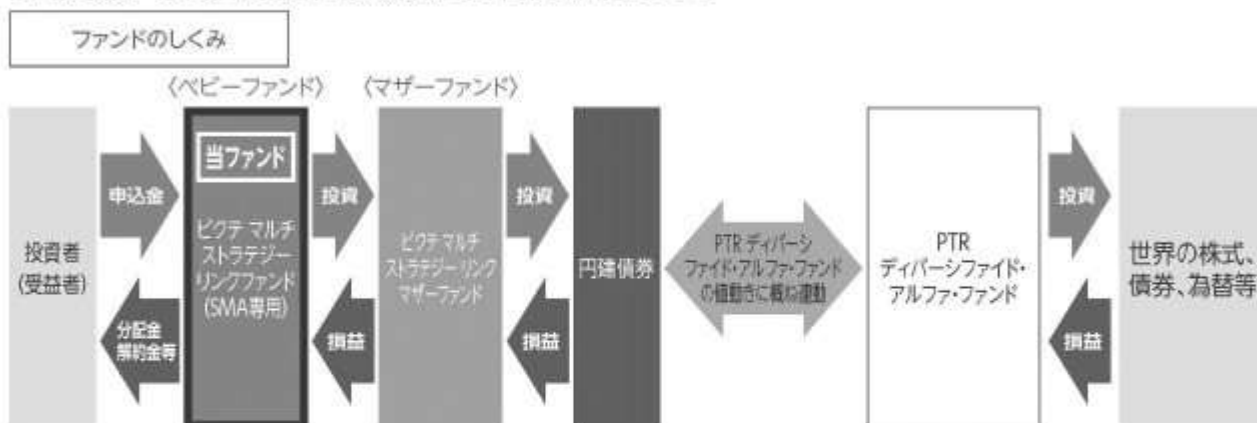 ファンドのしくみ
〈ベビーファンド〉
〈マザーファンド〉
投資者
(受益者)
申込金
分配金
解約金等
当ファンド
ピクテ マルチ
ストラテジー
リンクファンド
(SMA専用)
投資
損益
ピクテ マルチ
ストラテジー リンク
マザーファンド
投資
損益
円建債券
PTR ディバーシ
ファイド・アルファ・ファンド
の値動きに概ね連動
PTR
ディバーシファイド・
アルファ・ファンド
投資
損益
世界の株式、
債券、為替等